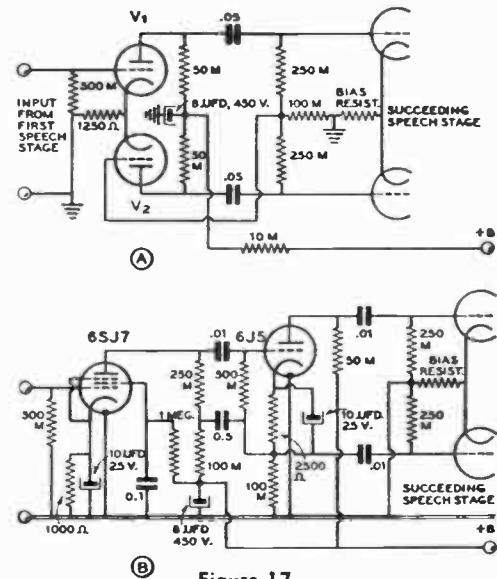 V1
.05
50 M
250 M
500 M
INPUT
FROM
FIRST
SPEECH
STAGE
1250 Ω
8 UFD, 450 V.
100 M
BIAS
RESIST.
SUCCEEDING
SPEECH STAGE
50
M
250
M
V2
.05
10 M
+B
A
6SJ7
.01
6J5
.01
250
M
500
M
50 M
250
M
BIAS
RESIST.
500
M
10 UFD
25 V.
1 MEG.
0.5
10 UFD.
25 V.
250
M
.01
100 M
2500
Ω
0.1
100
M
SUCCEEDING
SPEECH STAGE
1000 Ω
8 UFD
450 V.
+B
B
Figure 17